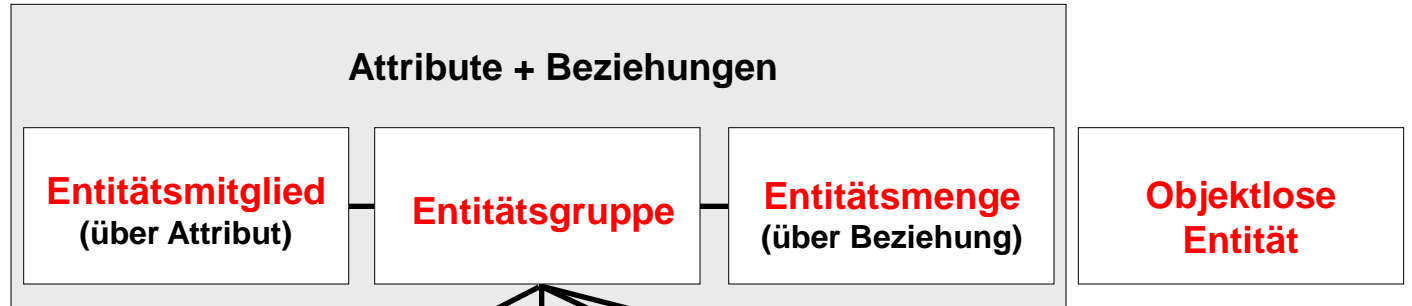 Attribute + Beziehungen
Entitätsmitglied
(über Attribut)
Entitätsgruppe
Entitätsmenge
(über Beziehung)
Objektlose
Entität